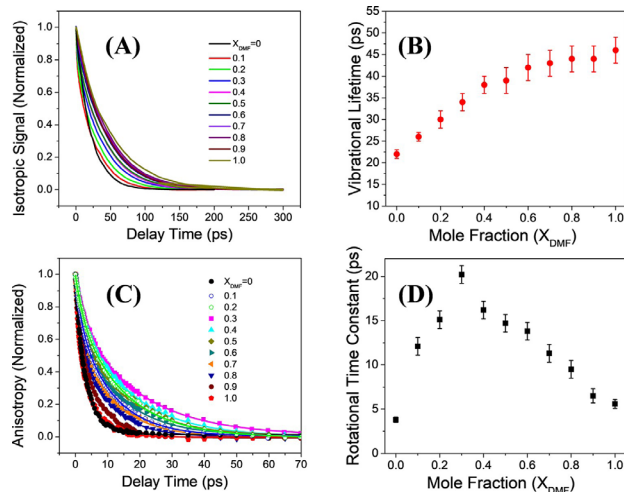 (A)
Isotropic Signal (Normalized)
1.0
0.8
0.6
0.4
0.2
0.0
X_DMF=0
0.1
0.2
0.3
0.4
0.5
0.6
0.7
0.8
0.9
1.0
0 50 100 150 200 250 300
Delay Time (ps)
(B)
Vibrational Lifetime (ps)
55
50
45
40
35
30
25
20
15
10
0.0 0.2 0.4 0.6 0.8 1.0
Mole Fraction (X_DMF)
(C)
Anisotropy (Normalized)
1.0
0.8
0.6
0.4
0.2
0.0
X_DMF=0
0.1
0.2
0.3
0.4
0.5
0.6
0.7
0.8
0.9
1.0
0 10 20 30 40 50 60 70
Delay Time (ps)
(D)
Rotational Time Constant (ps)
20
15
10
5
0
0.0 0.2 0.4 0.6 0.8 1.0
Mole Fraction (X_DMF)